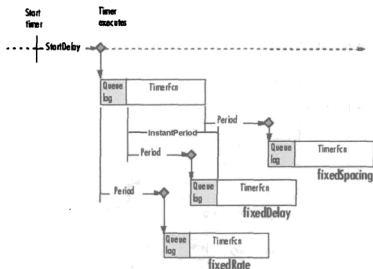 Start timer
Timer executes
StartDelay
Queue lag
TimerFcn
Period
InstantPeriod
Queue lag
TimerFcn
Period
fixedSpacing
Queue lag
TimerFcn
Period
fixedDelay
Queue lag
TimerFcn
fixedRate